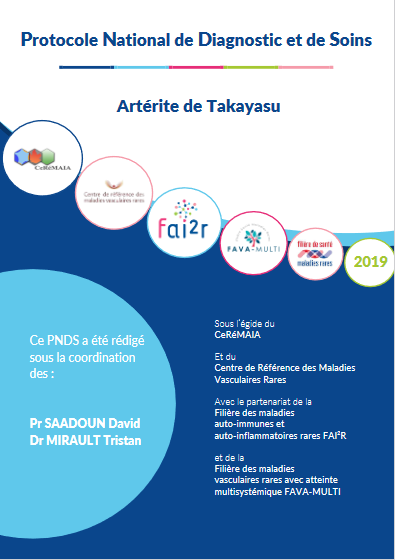 Protocole National de Diagnostic et de Soins
Artérite de Takayasu
CeRéMAIA
Centre de référence des
maladies vasculaires rares
fai2r
FAVA-MULTI
filière de santé
maladies rares
2019
Ce PNDS a été rédigé
sous la coordination
des :
Pr SAADOUN David
Dr MIRAULT Tristan
Sous l'égide du
CeRéMAIA
Et du
Centre de Référence des Maladies
Vasculaires Rares
Avec le partenariat de la
Filière des maladies
auto-immunes et
auto-inflammatoires rares FAI²R
et de la
Filière des maladies
vasculaires rares avec atteinte
multisystémique FAVA-MULTI